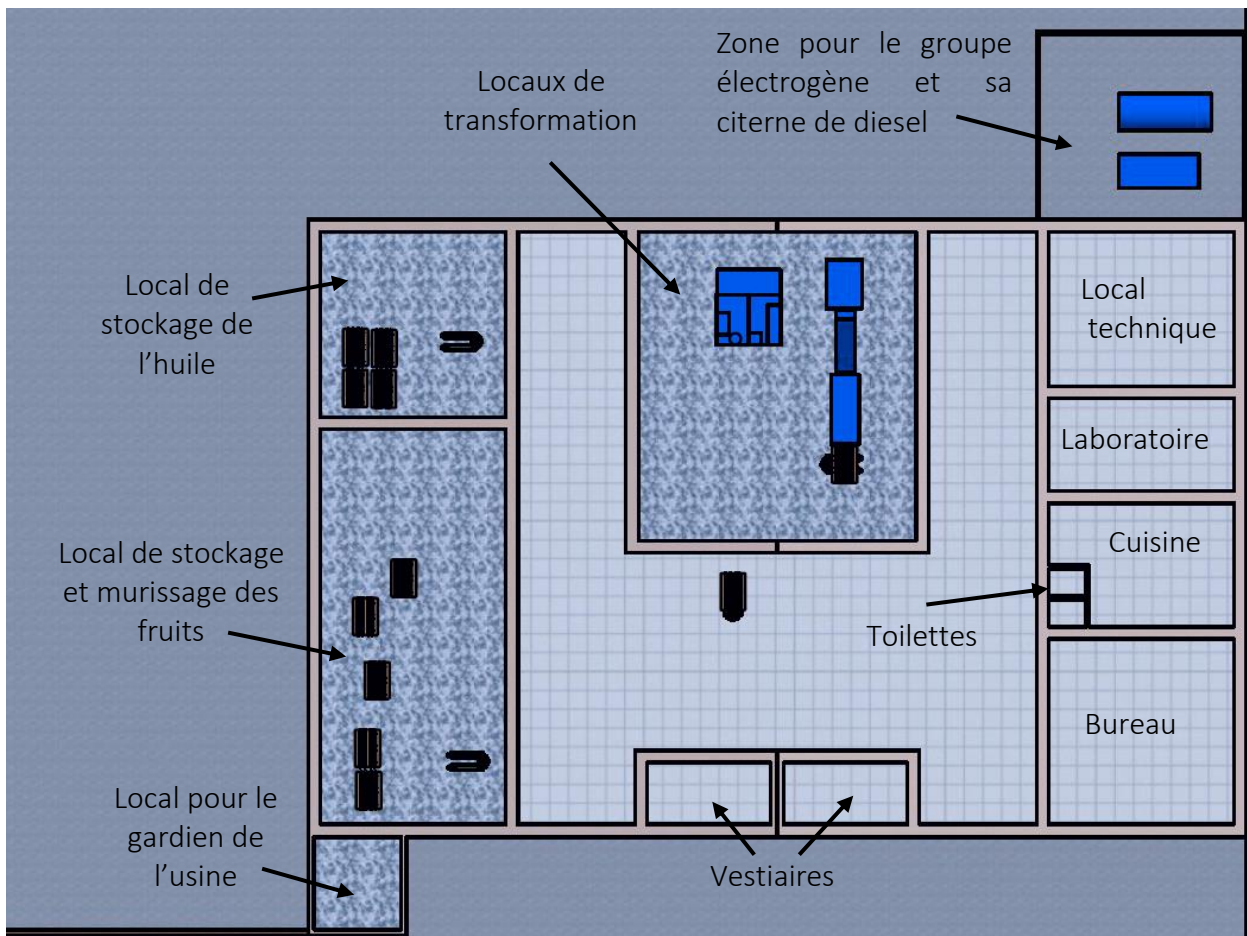 Zone pour le groupe
électrogène et sa
citerne de diesel
Locaux de
transformation
Local de
stockage de
l’huile
Local
technique
Laboratoire
Cuisine
Local de stockage
et murissage des
fruits
Toilettes
Bureau
Local pour le
gardien de
l’usine
Vestiaires